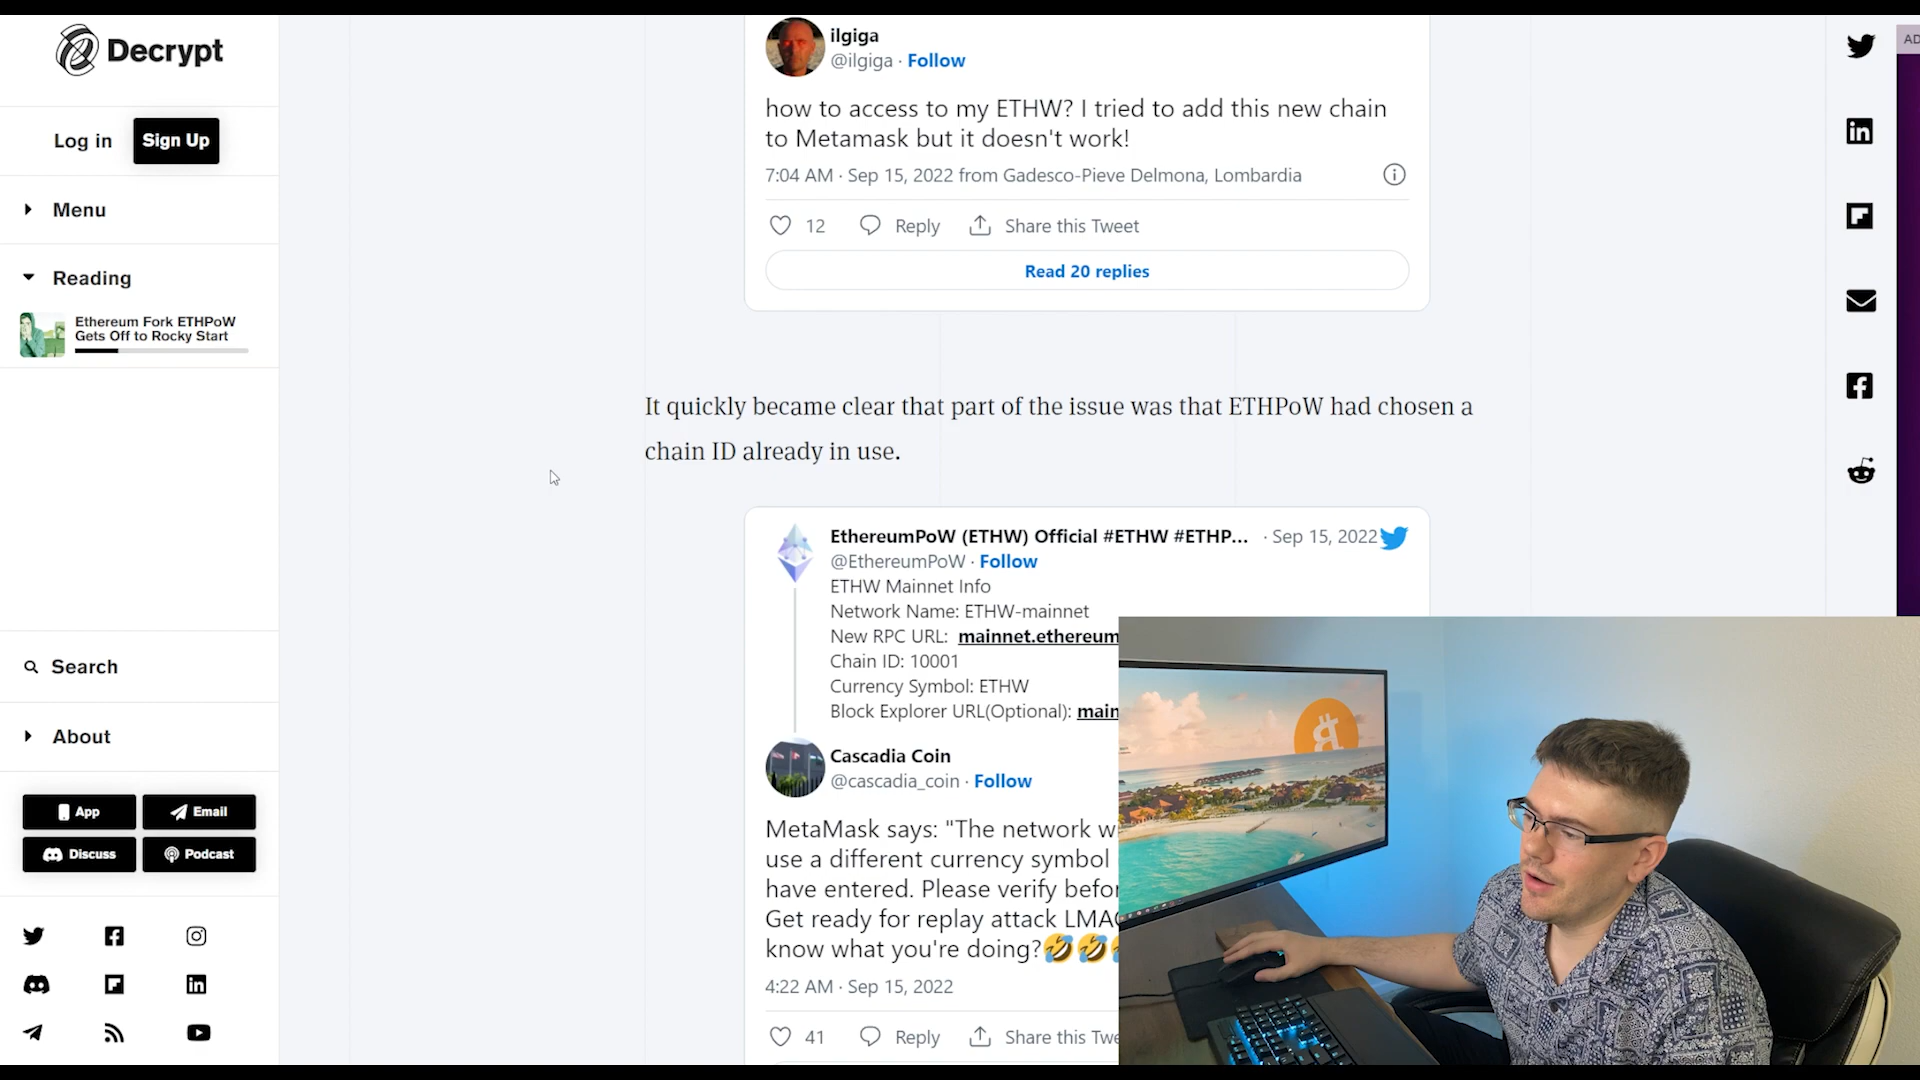 Decrypt
Log in
Sign Up
Menu
Reading
Ethereum Fork ETHPoW
Gets Off to Rocky Start
Search
About
App
Email
Discuss
Podcast
ilgiga
@ilgiga · Follow
how to access to my ETHW? I tried to add this new chain
to Metamask but it doesn't work!
7:04 AM · Sep 15, 2022 from Gadesco-Pieve Delmona, Lombardia
12 Reply Share this Tweet
Read 20 replies
It quickly became clear that part of the issue was that ETHPoW had chosen a
chain ID already in use.
EthereumPoW (ETHW) Official #ETHW #ETHP... · Sep 15, 2022
@EthereumPoW · Follow
ETHW Mainnet Info
Network Name: ETHW-mainnet
New RPC URL: mainnet.ethereum
Chain ID: 10001
Currency Symbol: ETHW
Block Explorer URL(Optional): main
Cascadia Coin
@cascadia_coin · Follow
MetaMask says: "The network w
use a different currency symbol
have entered. Please verify befor
Get ready for replay attack LMAO
know what you're doing?🤣🤣
4:22 AM · Sep 15, 2022
41 Reply Share this Twe
AD